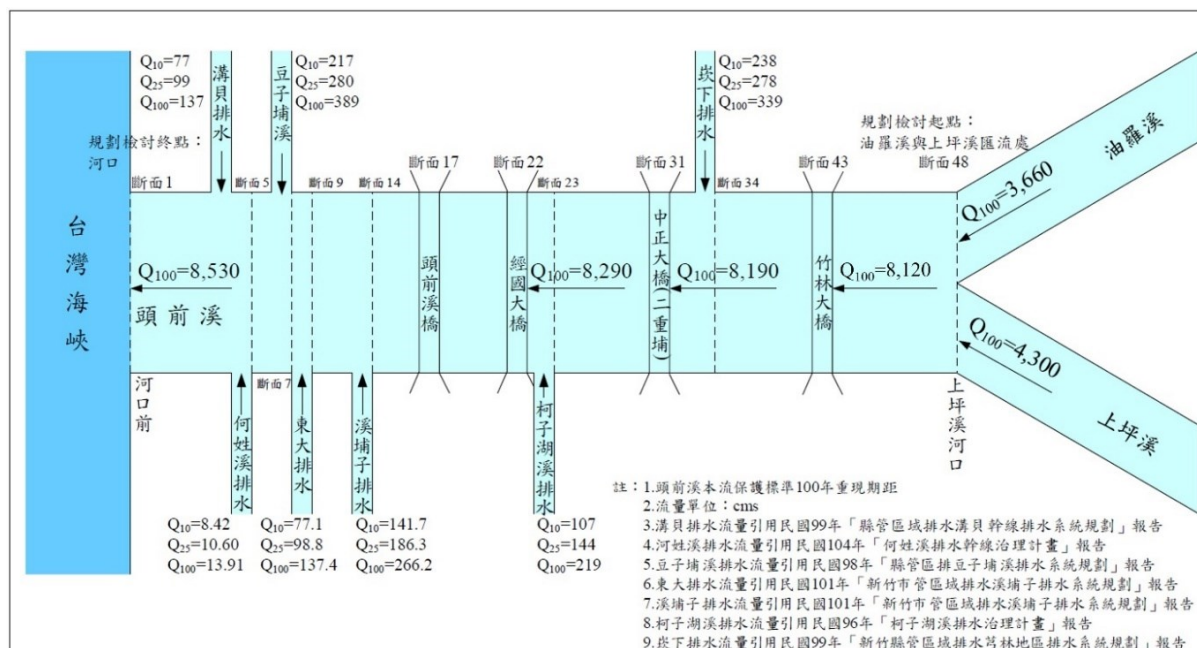 Q10=77
Q25=99
Q100=137
溝貝排水
豆子埔溪
Q10=217
Q25=280
Q100=389
崁下排水
Q10=238
Q25=278
Q100=339
規劃檢討終點：
河口
規劃檢討起點：
油羅溪與上坪溪匯流處
油羅溪
Q100=3,660
斷面1
斷面5
斷面9
斷面14
斷面17
斷面22
斷面23
斷面31
斷面34
斷面43
斷面48
台灣海峽
Q100=8,530
頭前溪
頭前溪橋
經國大橋
Q100=8,290
中正大橋(二重埔)
Q100=8,190
竹林大橋
Q100=8,120
Q100=4,300
上坪溪
河口前
斷面7
上坪溪河口
何姓溪排水
東大排水
溪埔子排水
柯子湖溪排水
Q10=8.42
Q25=10.60
Q100=13.91
Q10=77.1
Q25=98.8
Q100=137.4
Q10=141.7
Q25=186.3
Q100=266.2
Q10=107
Q25=144
Q100=219
註：1.頭前溪本流保護標準100年重現期距
2.流量單位：cms
3.溝貝排水流量引用民國99年「縣管區域排水溝貝幹線排水系統規劃」報告
4.河姓溪排水流量引用民國104年「何姓溪排水幹線治理計畫」報告
5.豆子埔溪排水流量引用民國98年「縣管區排豆子埔溪排水系統規劃」報告
6.東大排水流量引用民國101年「新竹市管區域排水溪埔子排水系統規劃」報告
7.溪埔子排水流量引用民國101年「新竹市管區域排水溪埔子排水系統規劃」報告
8.柯子湖溪排水流量引用民國96年「柯子湖溪排水治理計畫」報告
9.崁下排水流量引用民國99年「新竹縣管區域排水芎林地區排水系統規劃」報告